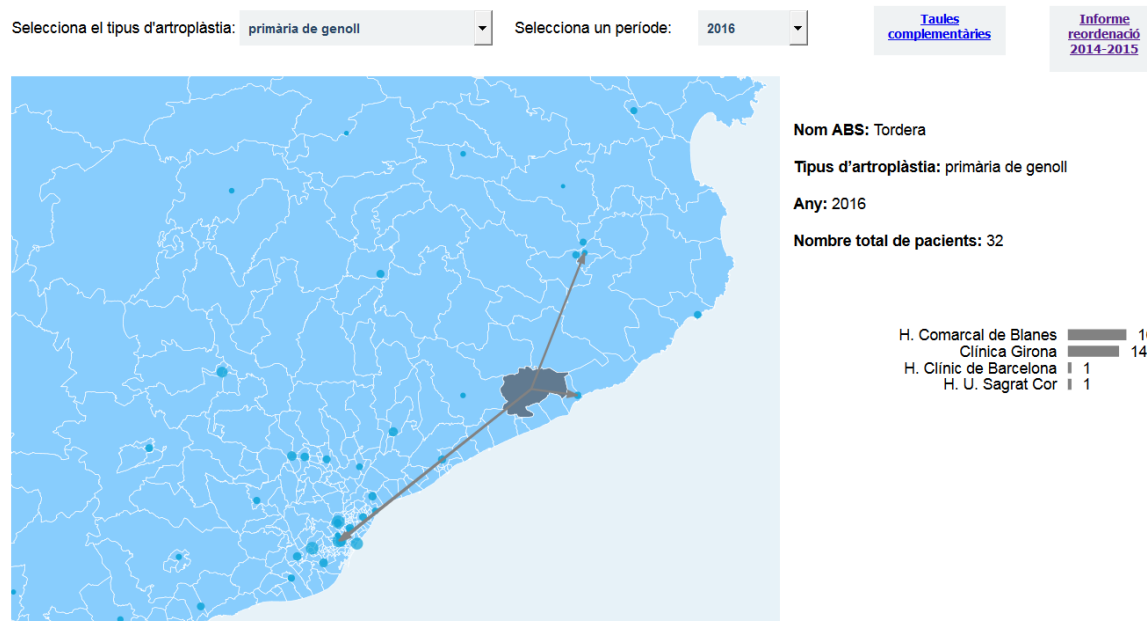 Selecciona el tipus d'artroplàstia: primària de genoll Selecciona un període: 2016
Taules
complementàries
Informe
reordenació
2014-2015
Nom ABS: Tordera
Tipus d'artroplàstia: primària de genoll
Any: 2016
Nombre total de pacients: 32
H. Comarcal de Blanes
Clínica Girona 14
H. Clínic de Barcelona 1
H. U. Sagrat Cor 1